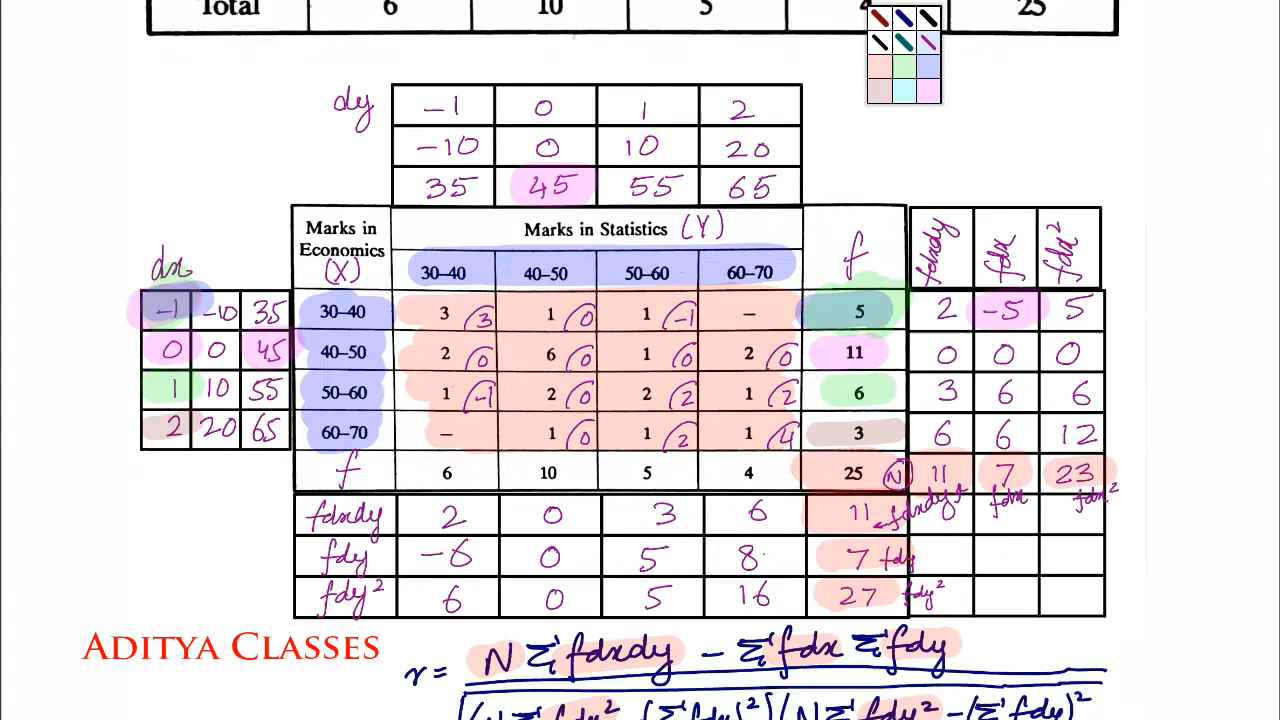 Total 6 10 5 4 25
dy -1 0 1 2
-10 0 10 20
35 45 55 65
Marks in Economics (X) Marks in Statistics (Y) f fdxdy fdx fdx²
dx 30–40 40–50 50–60 60–70
-1 -10 35 30–40 3 3 1 0 1 -1 – 5 2 -5 5
0 0 45 40–50 2 0 6 0 1 0 2 0 11 0 0 0
1 10 55 50–60 1 -1 2 0 2 2 1 2 6 3 6 6
2 20 65 60–70 – 1 0 1 2 1 4 3 6 6 12
f 6 10 5 4 25 N 11 7 23
fdxdy 2 0 3 6 11 fdxdy fdx fdx²
fdy -6 0 5 8 7 fdy
fdy² 6 0 5 16 27 fdy²
ADITYA CLASSES
r = N Σfdxdy - Σfdx Σfdy